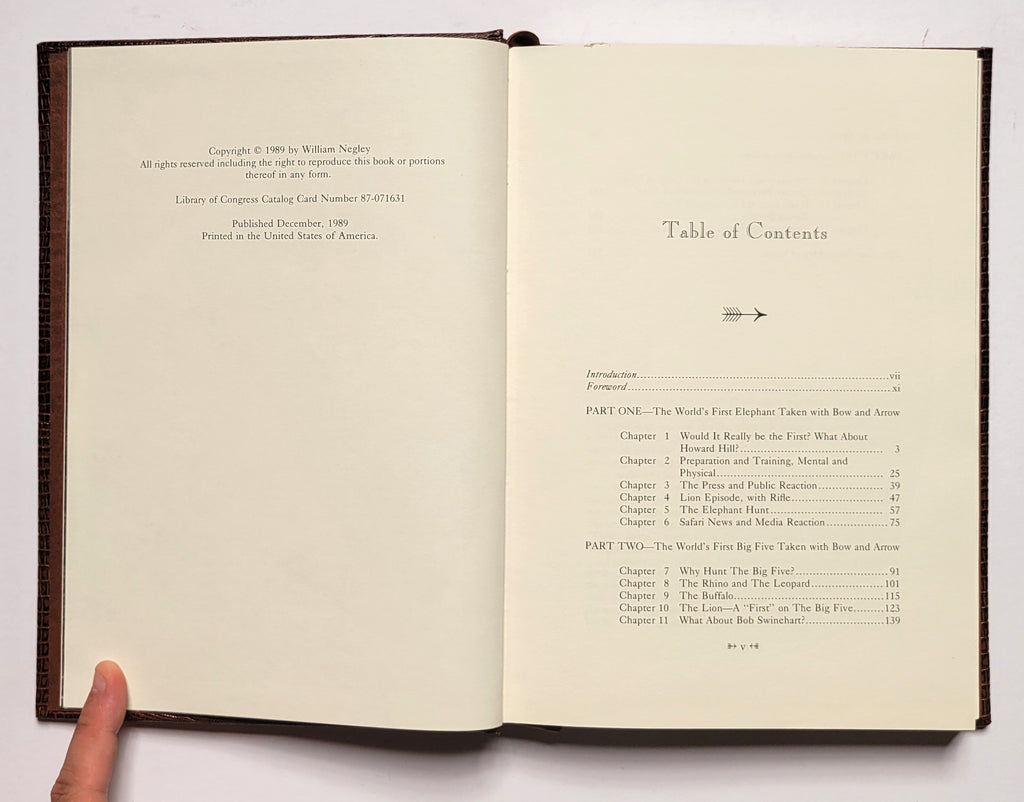 Copyright © 1989 by William Negley
All rights reserved including the right to reproduce this book or portions
thereof in any form.
Library of Congress Catalog Card Number 87-071631
Published December, 1989
Printed in the United States of America.
Table of Contents
Introduction..........vii
Foreword..........xi
PART ONE—The World's First Elephant Taken with Bow and Arrow
Chapter 1 Would It Really be the First? What About
Howard Hill?.......... 3
Chapter 2 Preparation and Training, Mental and
Physical.......... 25
Chapter 3 The Press and Public Reaction.......... 39
Chapter 4 Lion Episode, with Rifle.......... 47
Chapter 5 The Elephant Hunt.......... 57
Chapter 6 Safari News and Media Reaction.......... 75
PART TWO—The World's First Big Five Taken with Bow and Arrow
Chapter 7 Why Hunt The Big Five?.......... 91
Chapter 8 The Rhino and The Leopard..........101
Chapter 9 The Buffalo..........115
Chapter 10 The Lion—A "First" on The Big Five.........123
Chapter 11 What About Bob Swinehart?..........139
v